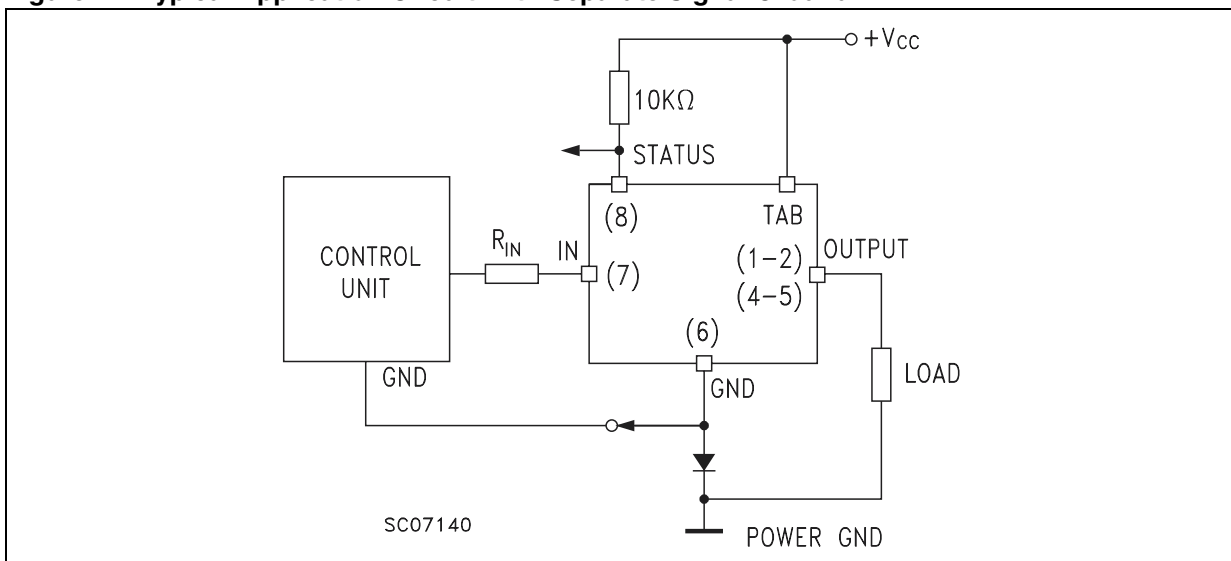 +VCC
10KΩ
STATUS
(8)
TAB
RIN
IN
(7)
(1-2)
OUTPUT
(4-5)
CONTROL
UNIT
(6)
GND
GND
LOAD
SC07140
POWER GND